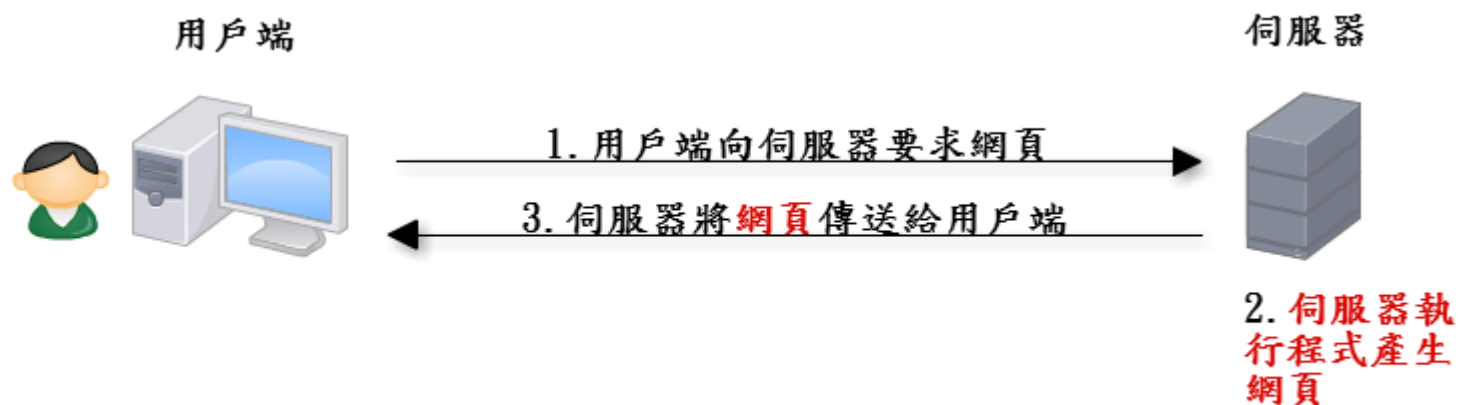 用戶端
伺服器
1.用戶端向伺服器要求網頁
3.伺服器將網頁傳送給用戶端
2.伺服器執
行程式產生
網頁